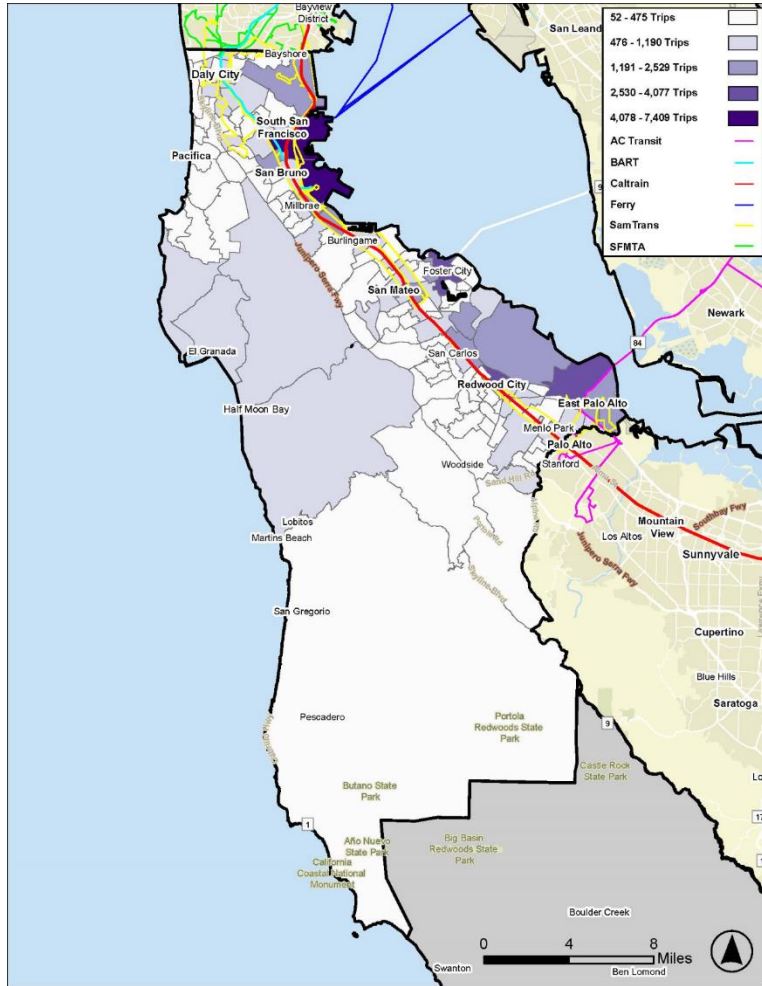 Bayview
District
San Leand
52 - 475 Trips
476 - 1,190 Trips
1,191 - 2,529 Trips
2,530 - 4,077 Trips
4,078 - 7,409 Trips
AC Transit
BART
Caltrain
Ferry
SamTrans
SFMTA
Bayshore
Daly City
South San
Francisco
Pacifica
San Bruno
Millbrae
Burlingame
Junipero Serra Fwy
Foster City
San Mateo
9
Newark
84
El Granada
San Carlos
Redwood City
Half Moon Bay
East Palo Alto
Menlo Park
Palo Alto
Woodside
Stanford
Sand Hill Rd
Mountain
View
Southbay Fwy
Los Altos
Junipero Serra Fwy
Sunnyvale
Lobitos
Martins Beach
Skyline Blvd
San Gregorio
Cupertino
Blue Hills
Saratoga
Pescadero
Portola
Redwoods State
Park
9
Castle Rock
State Park
Lo
Butano State
Park
17
1
Año Nuevo
State Park
California
Coastal National
Monument
Big Basin
Redwoods State
Park
Boulder Creek
0 4 8
Miles
Swanton
Ben Lomond